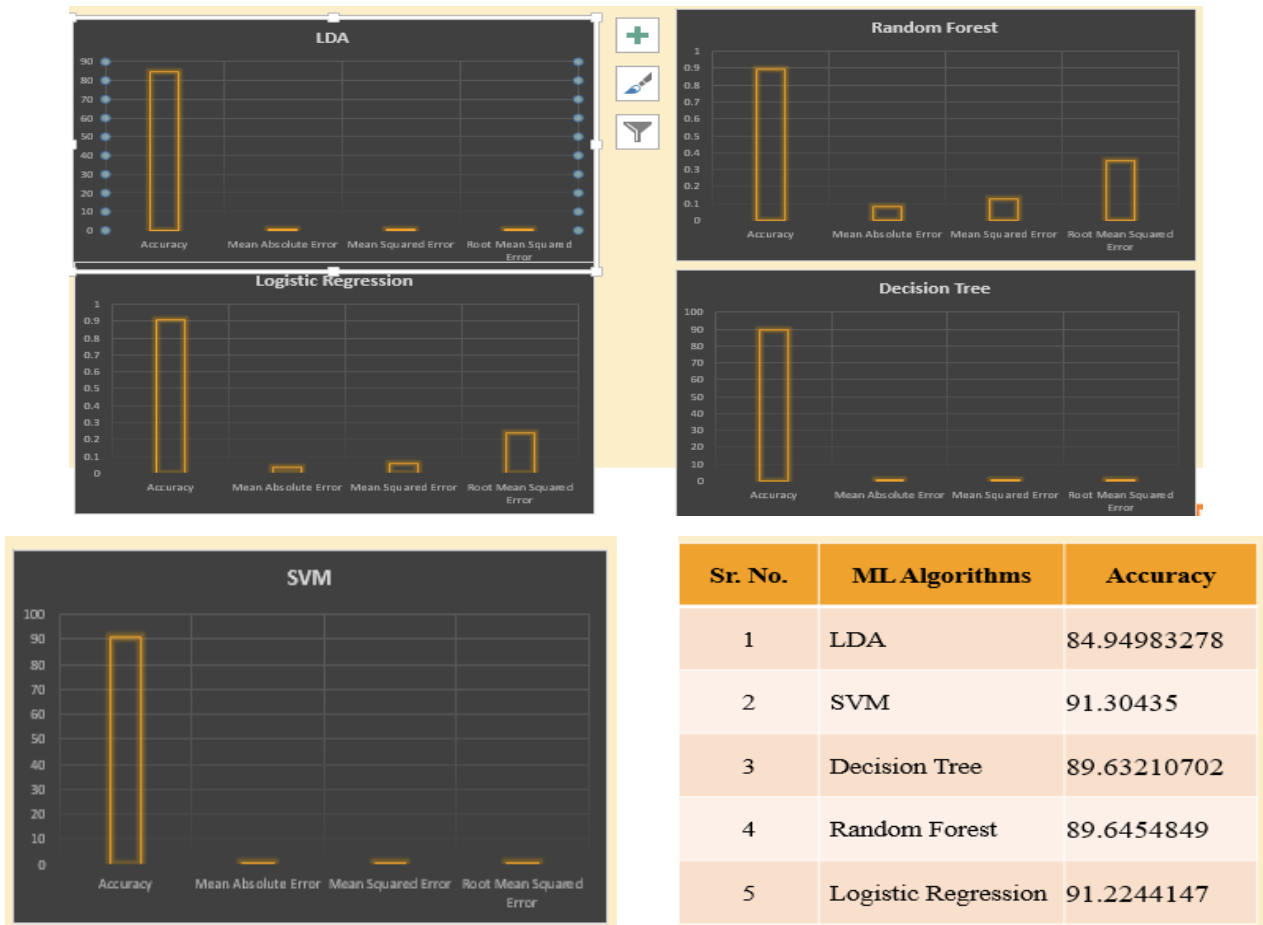 LDA
90
80
70
60
50
40
30
20
10
0
Accuracy Mean Absolute Error Mean Squared Error Root Mean Squared
Error
Random Forest
1
0.9
0.8
0.7
0.6
0.5
0.4
0.3
0.2
0.1
0
Accuracy Mean Absolute Error Mean Squared Error Root Mean Squared
Error
Logistic Regression
1
0.9
0.8
0.7
0.6
0.5
0.4
0.3
0.2
0.1
0
Accuracy Mean Absolute Error Mean Squared Error Root Mean Squared
Error
Decision Tree
100
90
80
70
60
50
40
30
20
10
0
Accuracy Mean Absolute Error Mean Squared Error Root Mean Squared
Error
SVM
100
90
80
70
60
50
40
30
20
10
0
Accuracy Mean Absolute Error Mean Squared Error Root Mean Squared
Error
Sr. No. ML Algorithms Accuracy
1 LDA 84.94983278
2 SVM 91.30435
3 Decision Tree 89.63210702
4 Random Forest 89.6454849
5 Logistic Regression 91.2244147